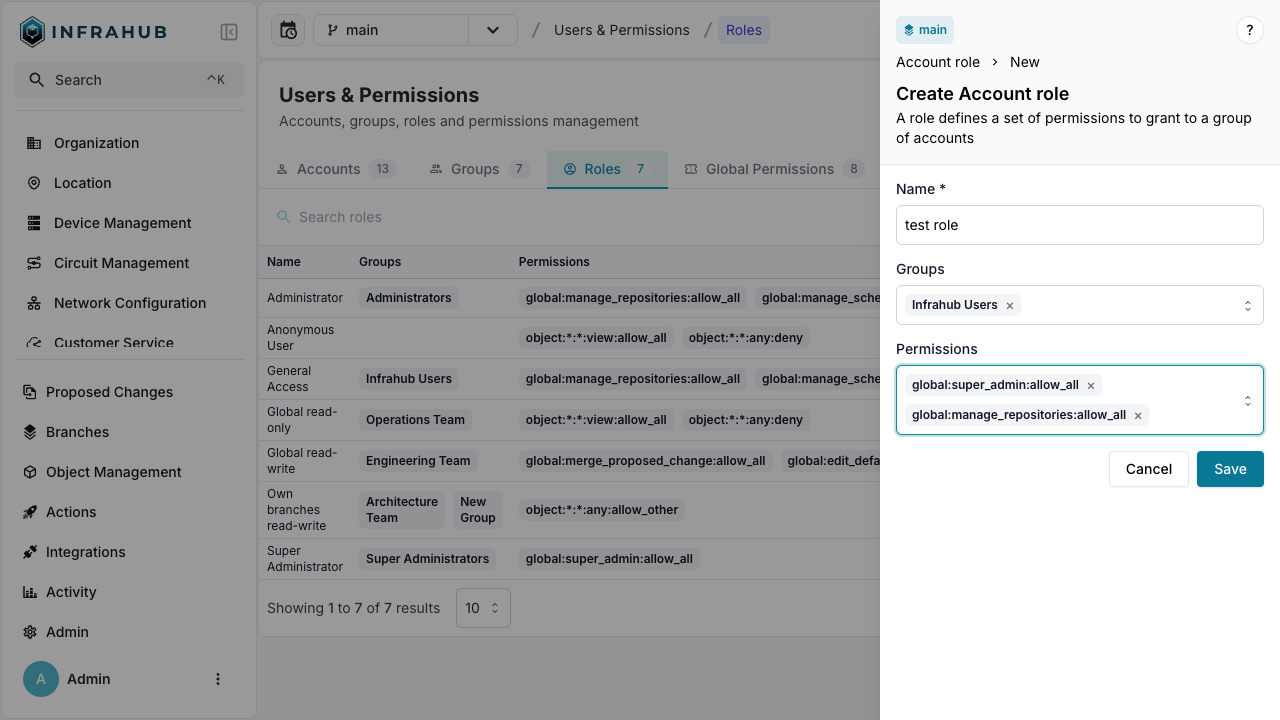 INFRAHUB
Search
^K
Organization
Location
Device Management
Circuit Management
Network Configuration
Customer Service
Proposed Changes
Branches
Object Management
Actions
Integrations
Activity
Admin
A
Admin
main
/
Users & Permissions
/
Roles
Users & Permissions
Accounts, groups, roles and permissions management
Accounts 13
Groups 7
Roles 7
Global Permissions 8
Search roles
Name Groups Permissions
Administrator Administrators global:manage_repositories:allow_all global:manage_sche
Anonymous
User
object:*:*:view:allow_all object:*:*:any:deny
General
Access
Infrahub Users global:manage_repositories:allow_all global:manage_sche
Global read-
only
Operations Team object:*:*:view:allow_all object:*:*:any:deny
Global read-
write
Engineering Team global:merge_proposed_change:allow_all global:edit_defa
Own
branches
read-write
Architecture
Team
New
Group
object:*:*:any:allow_other
Super
Administrator
Super Administrators global:super_admin:allow_all
Showing 1 to 7 of 7 results 10
main
?
Account role > New
Create Account role
A role defines a set of permissions to grant to a group
of accounts
Name *
test role
Groups
Infrahub Users ×
Permissions
global:super_admin:allow_all ×
global:manage_repositories:allow_all ×
Cancel
Save